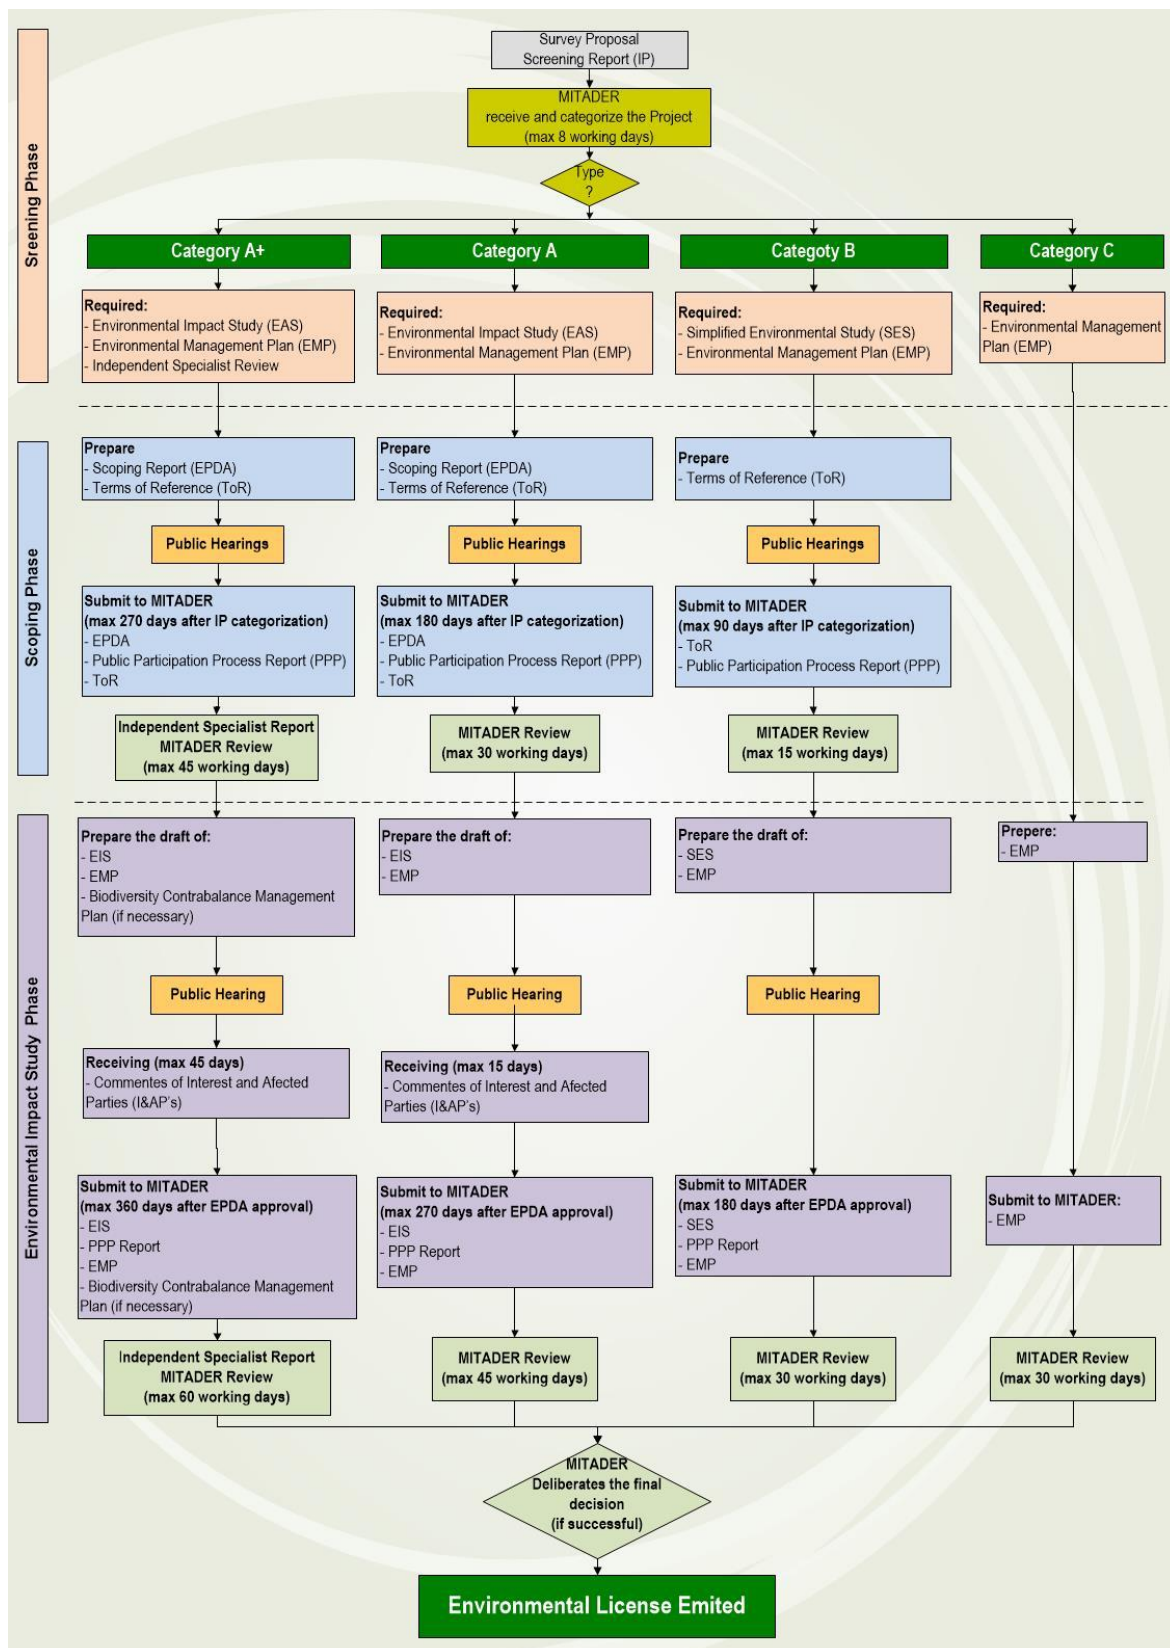 Survey Proposal
Screening Report (IP)
MITADER
receive and categorize the Project
(max 8 working days)
Type
?
Sreening Phase
Category A+
Category A
Categoty B
Category C
Required:
- Environmental Impact Study (EAS)
- Environmental Management Plan (EMP)
- Independent Specialist Review
Required:
- Environmental Impact Study (EAS)
- Environmental Management Plan (EMP)
Required:
- Simplified Environmental Study (SES)
- Environmental Management Plan (EMP)
Required:
- Environmental Management
Plan (EMP)
Scoping Phase
Prepare
- Scoping Report (EPDA)
- Terms of Reference (ToR)
Prepare
- Scoping Report (EPDA)
- Terms of Reference (ToR)
Prepare
- Terms of Reference (ToR)
Public Hearings
Public Hearings
Public Hearings
Submit to MITADER
(max 270 days after IP categorization)
- EPDA
- Public Participation Process Report (PPP)
- ToR
Submit to MITADER
(max 180 days after IP categorization)
- EPDA
- Public Participation Process Report (PPP)
- ToR
Submit to MITADER
(max 90 days after IP categorization)
- ToR
- Public Participation Process Report (PPP)
Independent Specialist Report
MITADER Review
(max 45 working days)
MITADER Review
(max 30 working days)
MITADER Review
(max 15 working days)
Environmental Impact Study Phase
Prepare the draft of:
- EIS
- EMP
- Biodiversity Contrabalance Management
Plan (if necessary)
Prepare the draft of:
- EIS
- EMP
Prepare the draft of:
- SES
- EMP
Prepere:
- EMP
Public Hearing
Public Hearing
Public Hearing
Receiving (max 45 days)
- Commentes of Interest and Afected
Parties (I&AP's)
Receiving (max 15 days)
- Commentes of Interest and Afected
Parties (I&AP's)
Submit to MITADER
(max 360 days after EPDA approval)
- EIS
- PPP Report
- EMP
- Biodiversity Contrabalance Management
Plan (if necessary)
Submit to MITADER
(max 270 days after EPDA approval)
- EIS
- PPP Report
- EMP
Submit to MITADER
(max 180 days after EPDA approval)
- SES
- PPP Report
- EMP
Submit to MITADER:
- EMP
Independent Specialist Report
MITADER Review
(max 60 working days)
MITADER Review
(max 45 working days)
MITADER Review
(max 30 working days)
MITADER Review
(max 30 working days)
MITADER
Deliberates the final
decision
(if successful)
Environmental License Emited